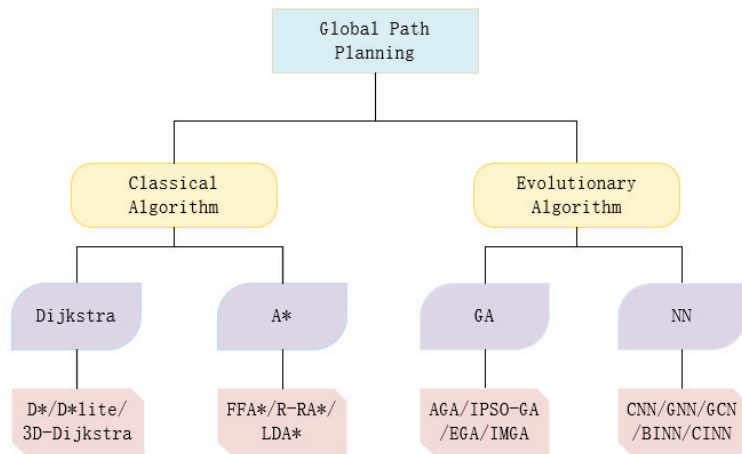 Global Path
Planning
Classical
Algorithm
Evolutionary
Algorithm
Dijkstra
A*
GA
NN
D*/D*lite/
3D-Dijkstra
FFA*/R-RA*/
LDA*
AGA/IPSO-GA
/EGA/IMGA
CNN/GNN/GCN
/BINN/CINN